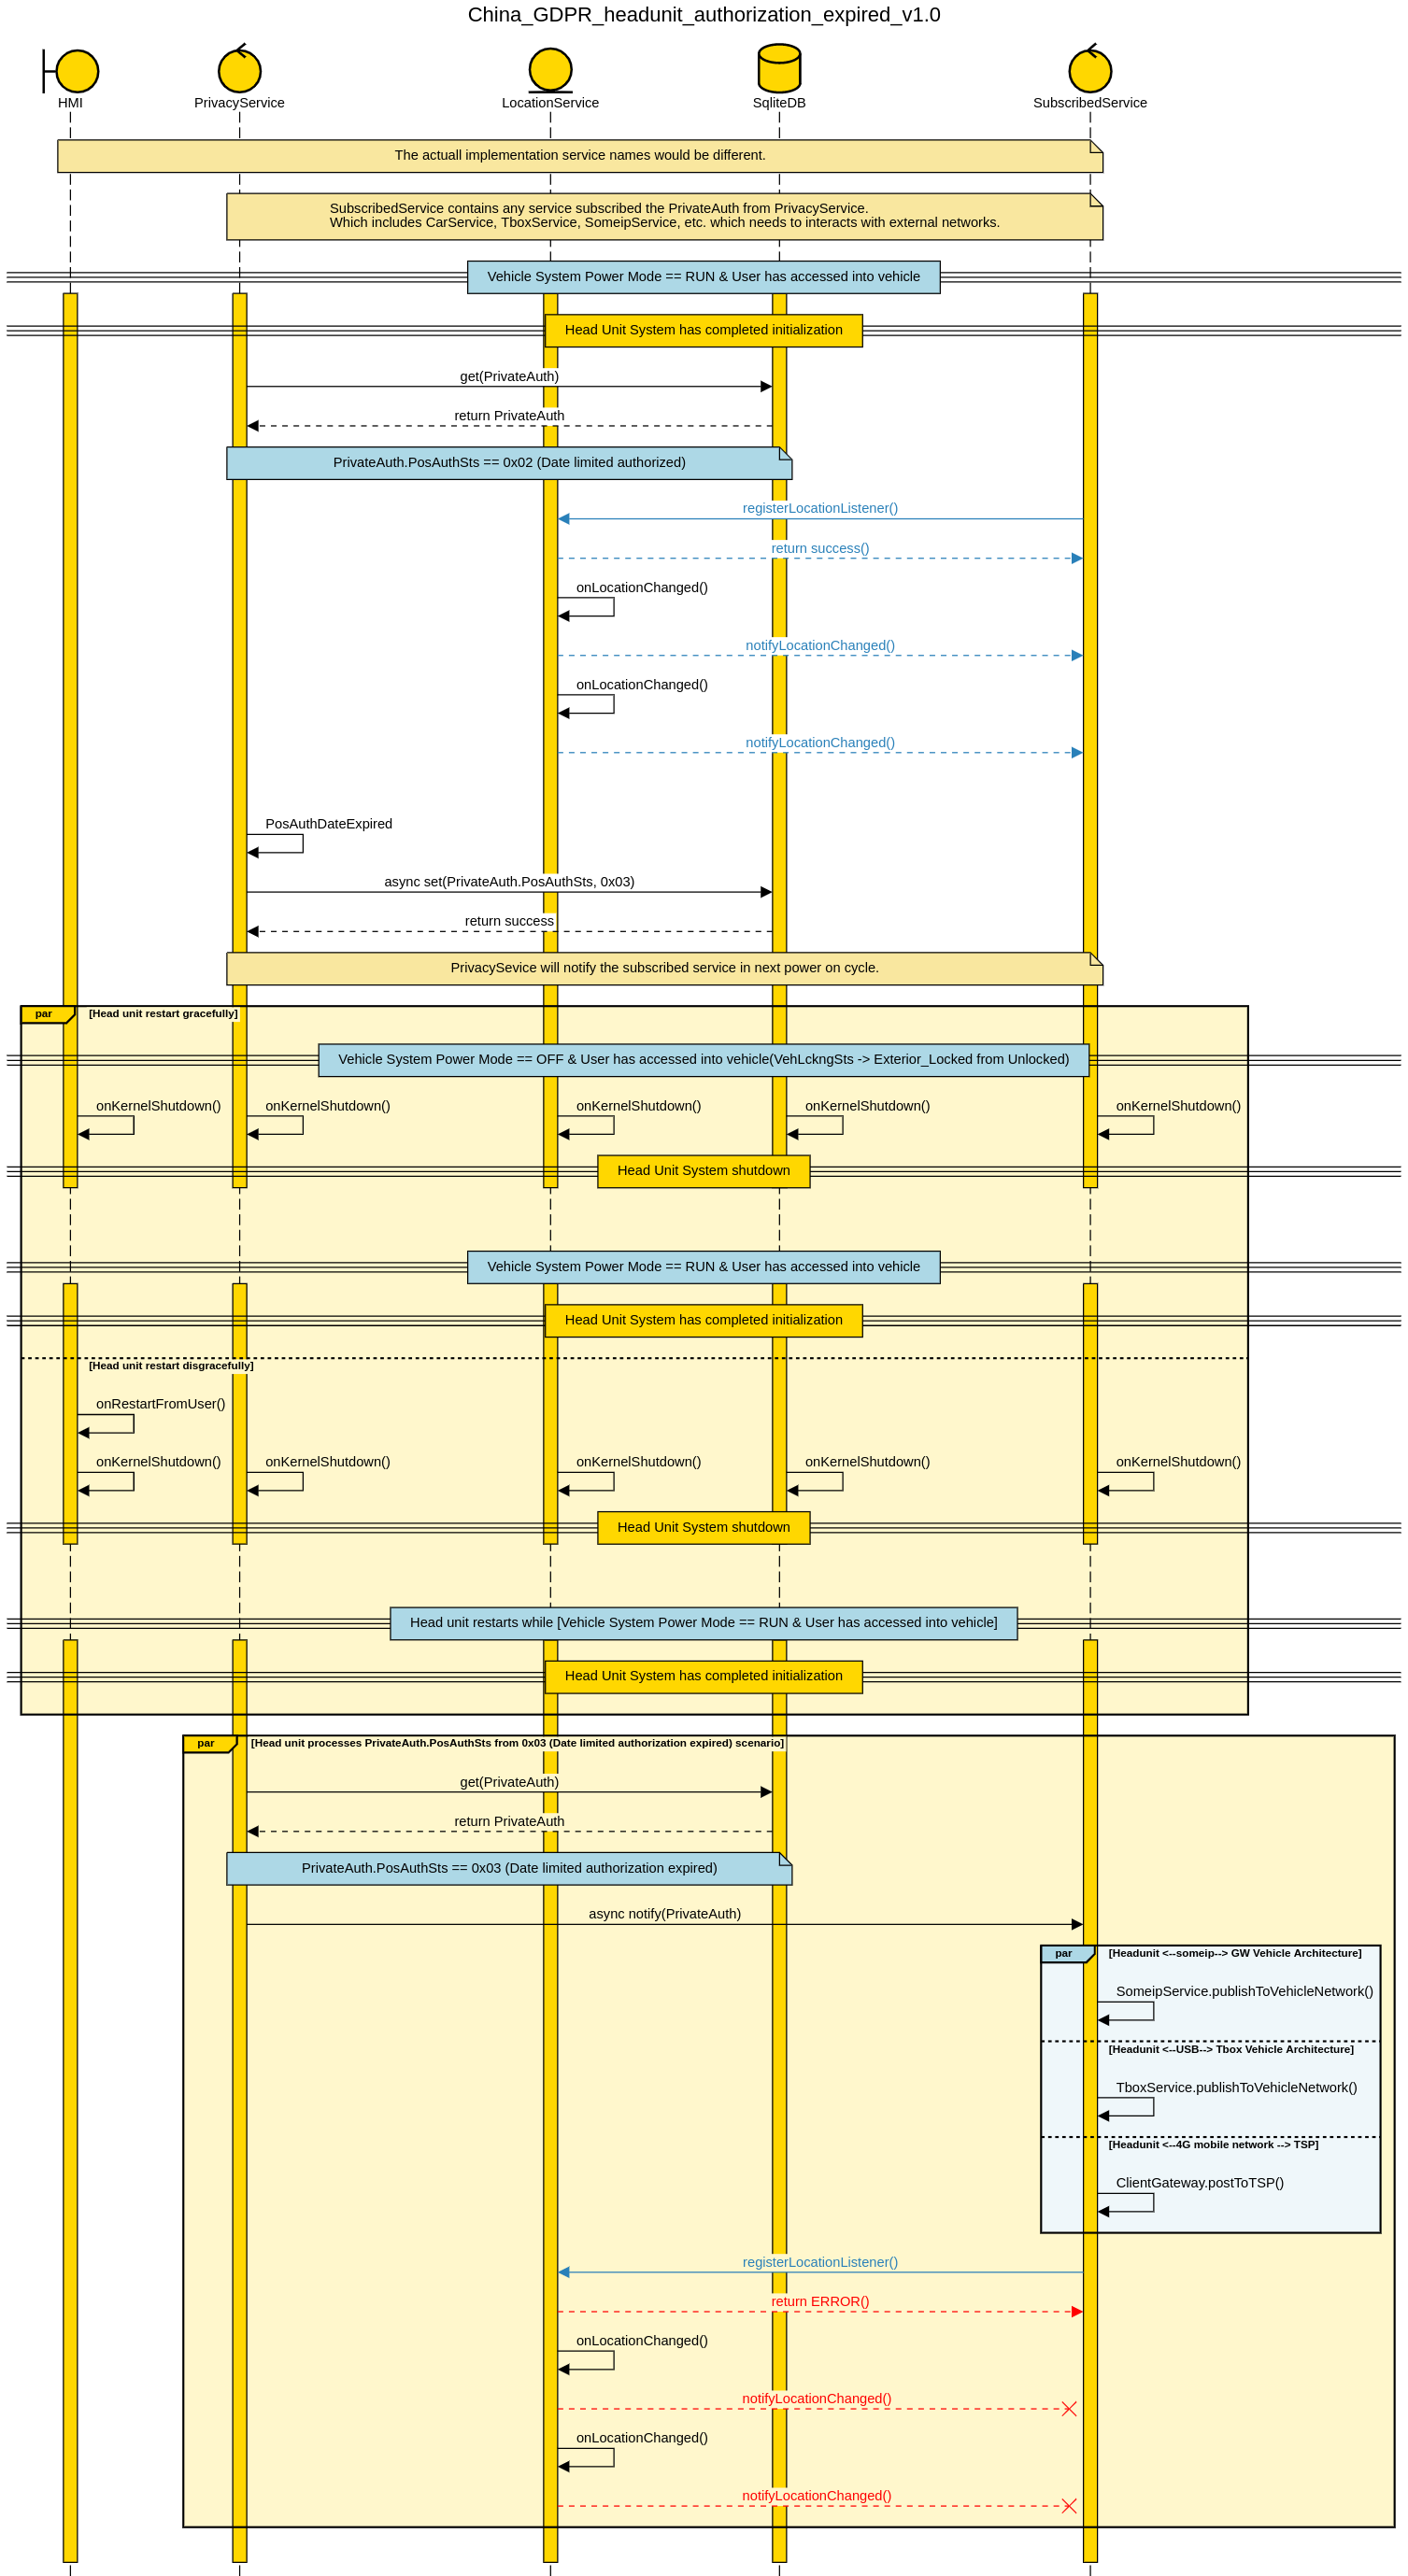 China_GDPR_headunit_authorization_expired_v1.0
HMI
PrivacyService
LocationService
SqliteDB
SubscribedService
The actuall implementation service names would be different.
SubscribedService contains any service subscribed the PrivateAuth from PrivacyService.
Which includes CarService, TboxService, SomeipService, etc. which needs to interacts with external networks.
Vehicle System Power Mode == RUN & User has accessed into vehicle
Head Unit System has completed initialization
get(PrivateAuth)
return PrivateAuth
PrivateAuth.PosAuthSts == 0x02 (Date limited authorized)
registerLocationListener()
return success()
onLocationChanged()
notifyLocationChanged()
onLocationChanged()
notifyLocationChanged()
PosAuthDateExpired
async set(PrivateAuth.PosAuthSts, 0x03)
return success
PrivacySevice will notify the subscribed service in next power on cycle.
par [Head unit restart gracefully]
Vehicle System Power Mode == OFF & User has accessed into vehicle(VehLckngSts -> Exterior_Locked from Unlocked)
onKernelShutdown() onKernelShutdown() onKernelShutdown() onKernelShutdown() onKernelShutdown()
Head Unit System shutdown
Vehicle System Power Mode == RUN & User has accessed into vehicle
Head Unit System has completed initialization
[Head unit restart disgracefully]
onRestartFromUser()
onKernelShutdown() onKernelShutdown() onKernelShutdown() onKernelShutdown() onKernelShutdown()
Head Unit System shutdown
Head unit restarts while [Vehicle System Power Mode == RUN & User has accessed into vehicle]
Head Unit System has completed initialization
par [Head unit processes PrivateAuth.PosAuthSts from 0x03 (Date limited authorization expired) scenario]
get(PrivateAuth)
return PrivateAuth
PrivateAuth.PosAuthSts == 0x03 (Date limited authorization expired)
async notify(PrivateAuth)
par [Headunit <--someip--> GW Vehicle Architecture]
SomeipService.publishToVehicleNetwork()
[Headunit <--USB--> Tbox Vehicle Architecture]
TboxService.publishToVehicleNetwork()
[Headunit <--4G mobile network --> TSP]
ClientGateway.postToTSP()
registerLocationListener()
return ERROR()
onLocationChanged()
notifyLocationChanged()
onLocationChanged()
notifyLocationChanged()